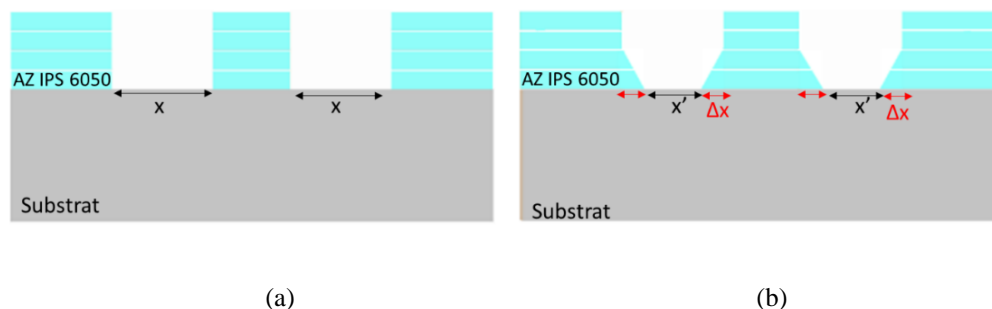 AZ IPS 6050
x
x
Substrat
(a)
AZ IPS 6050
x'
Δx
x'
Δx
Substrat
(b)